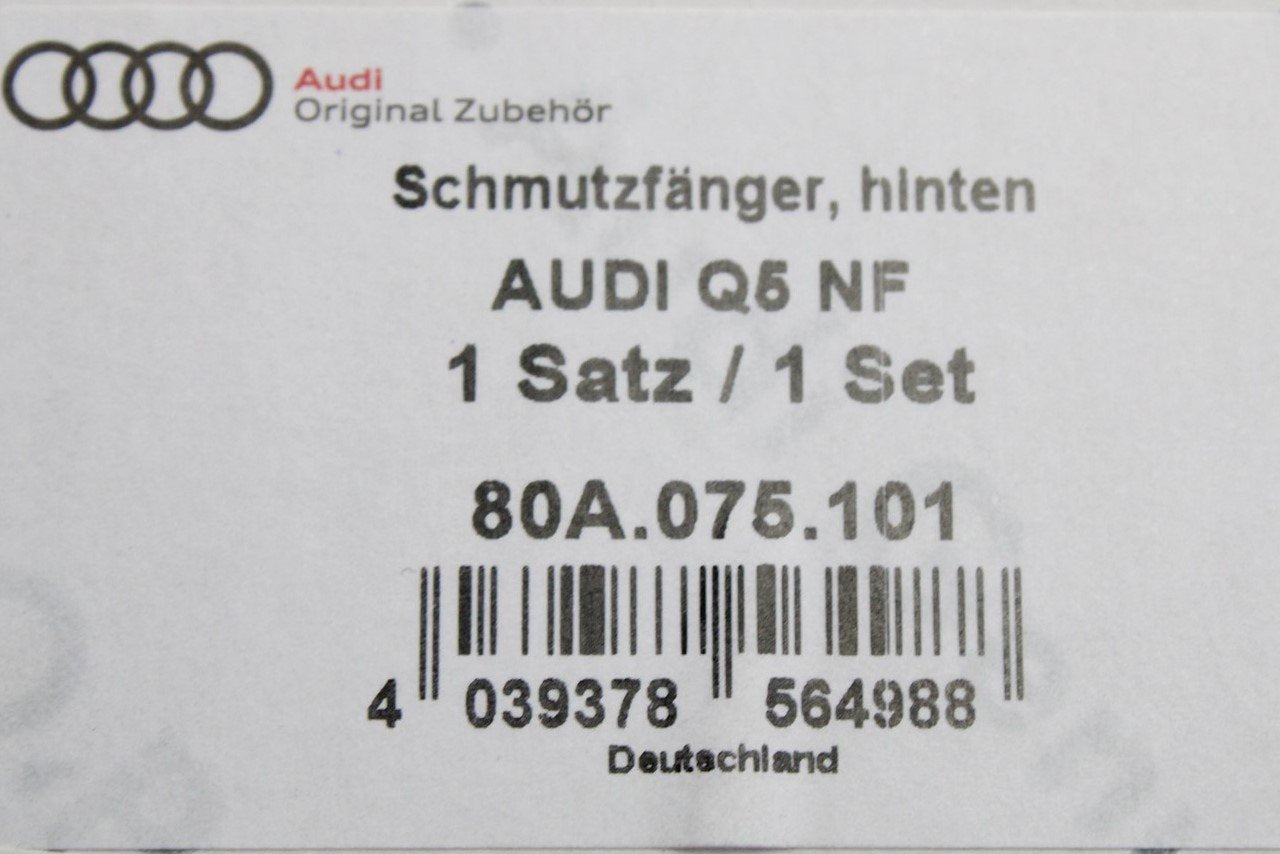 Audi
Original Zubehör
Schmutzfänger, hinten
AUDI Q5 NF
1 Satz / 1 Set
80A.075.101
4 039378 564988
Deutschland